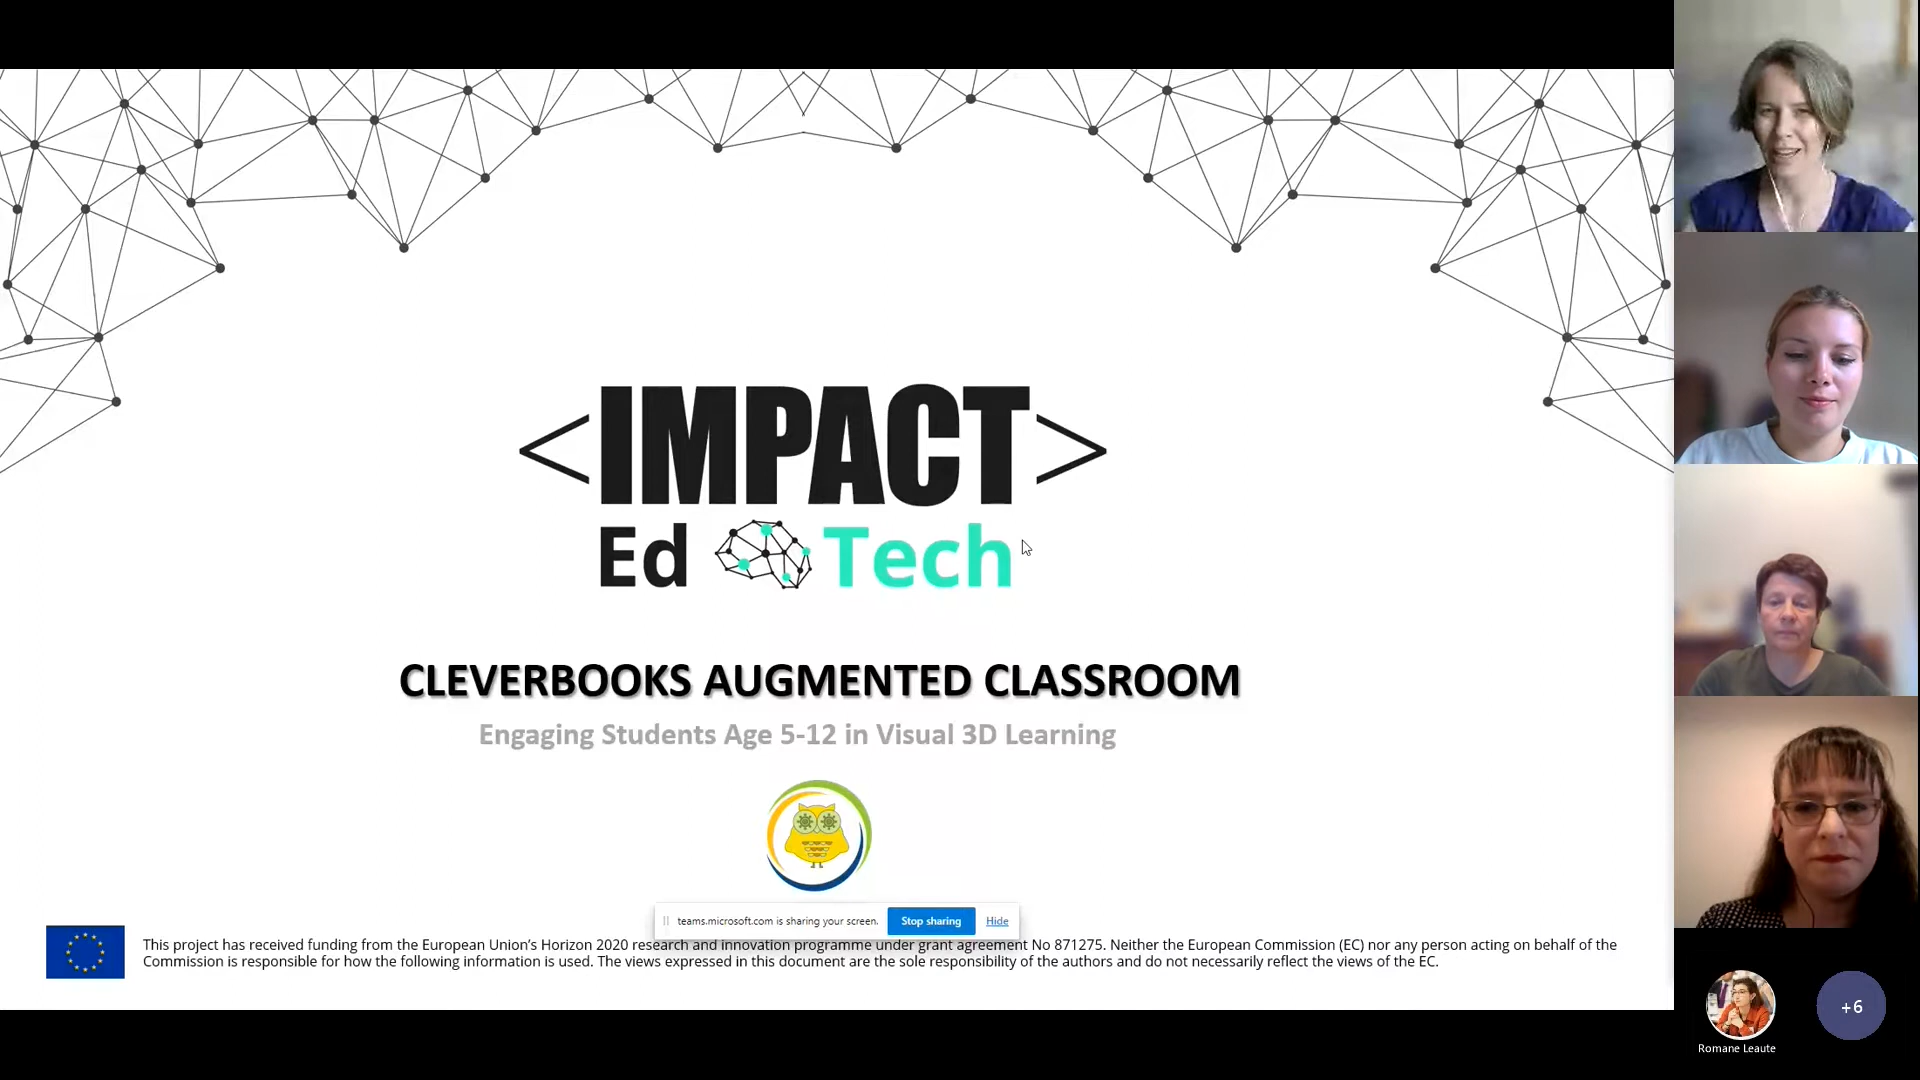 <IMPACT>
Ed Tech
CLEVERBOOKS AUGMENTED CLASSROOM
Engaging Students Age 5-12 in Visual 3D Learning
teams.microsoft.com is sharing your screen.
Stop sharing
Hide
This project has received funding from the European Union's Horizon 2020 research and innovation programme under grant agreement No 871275. Neither the European Commission (EC) nor any person acting on behalf of the
Commission is responsible for how the following information is used. The views expressed in this document are the sole responsibility of the authors and do not necessarily reflect the views of the EC.
+6
Romane Leaute